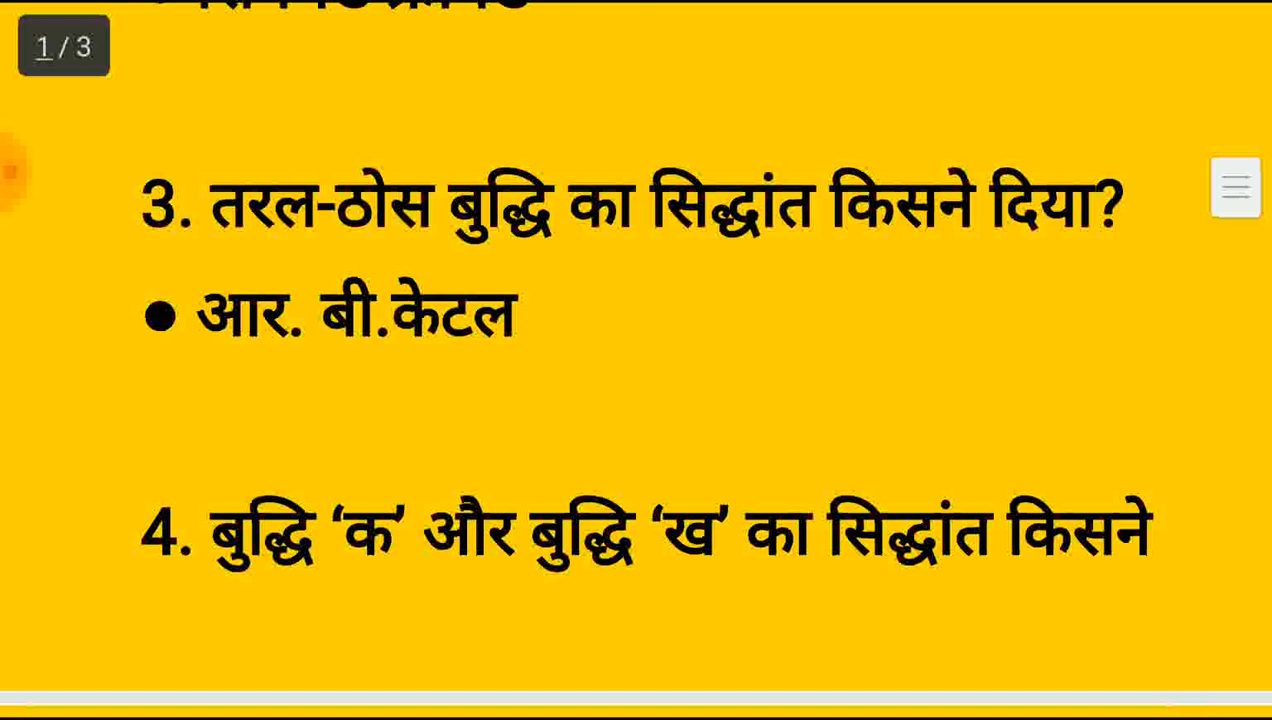 1 / 3
3. तरल-ठोस बुद्धि का सिद्धांत किसने दिया?
● आर. बी.केटल
4. बुद्धि ‘क’ और बुद्धि ‘ख’ का सिद्धांत किसने